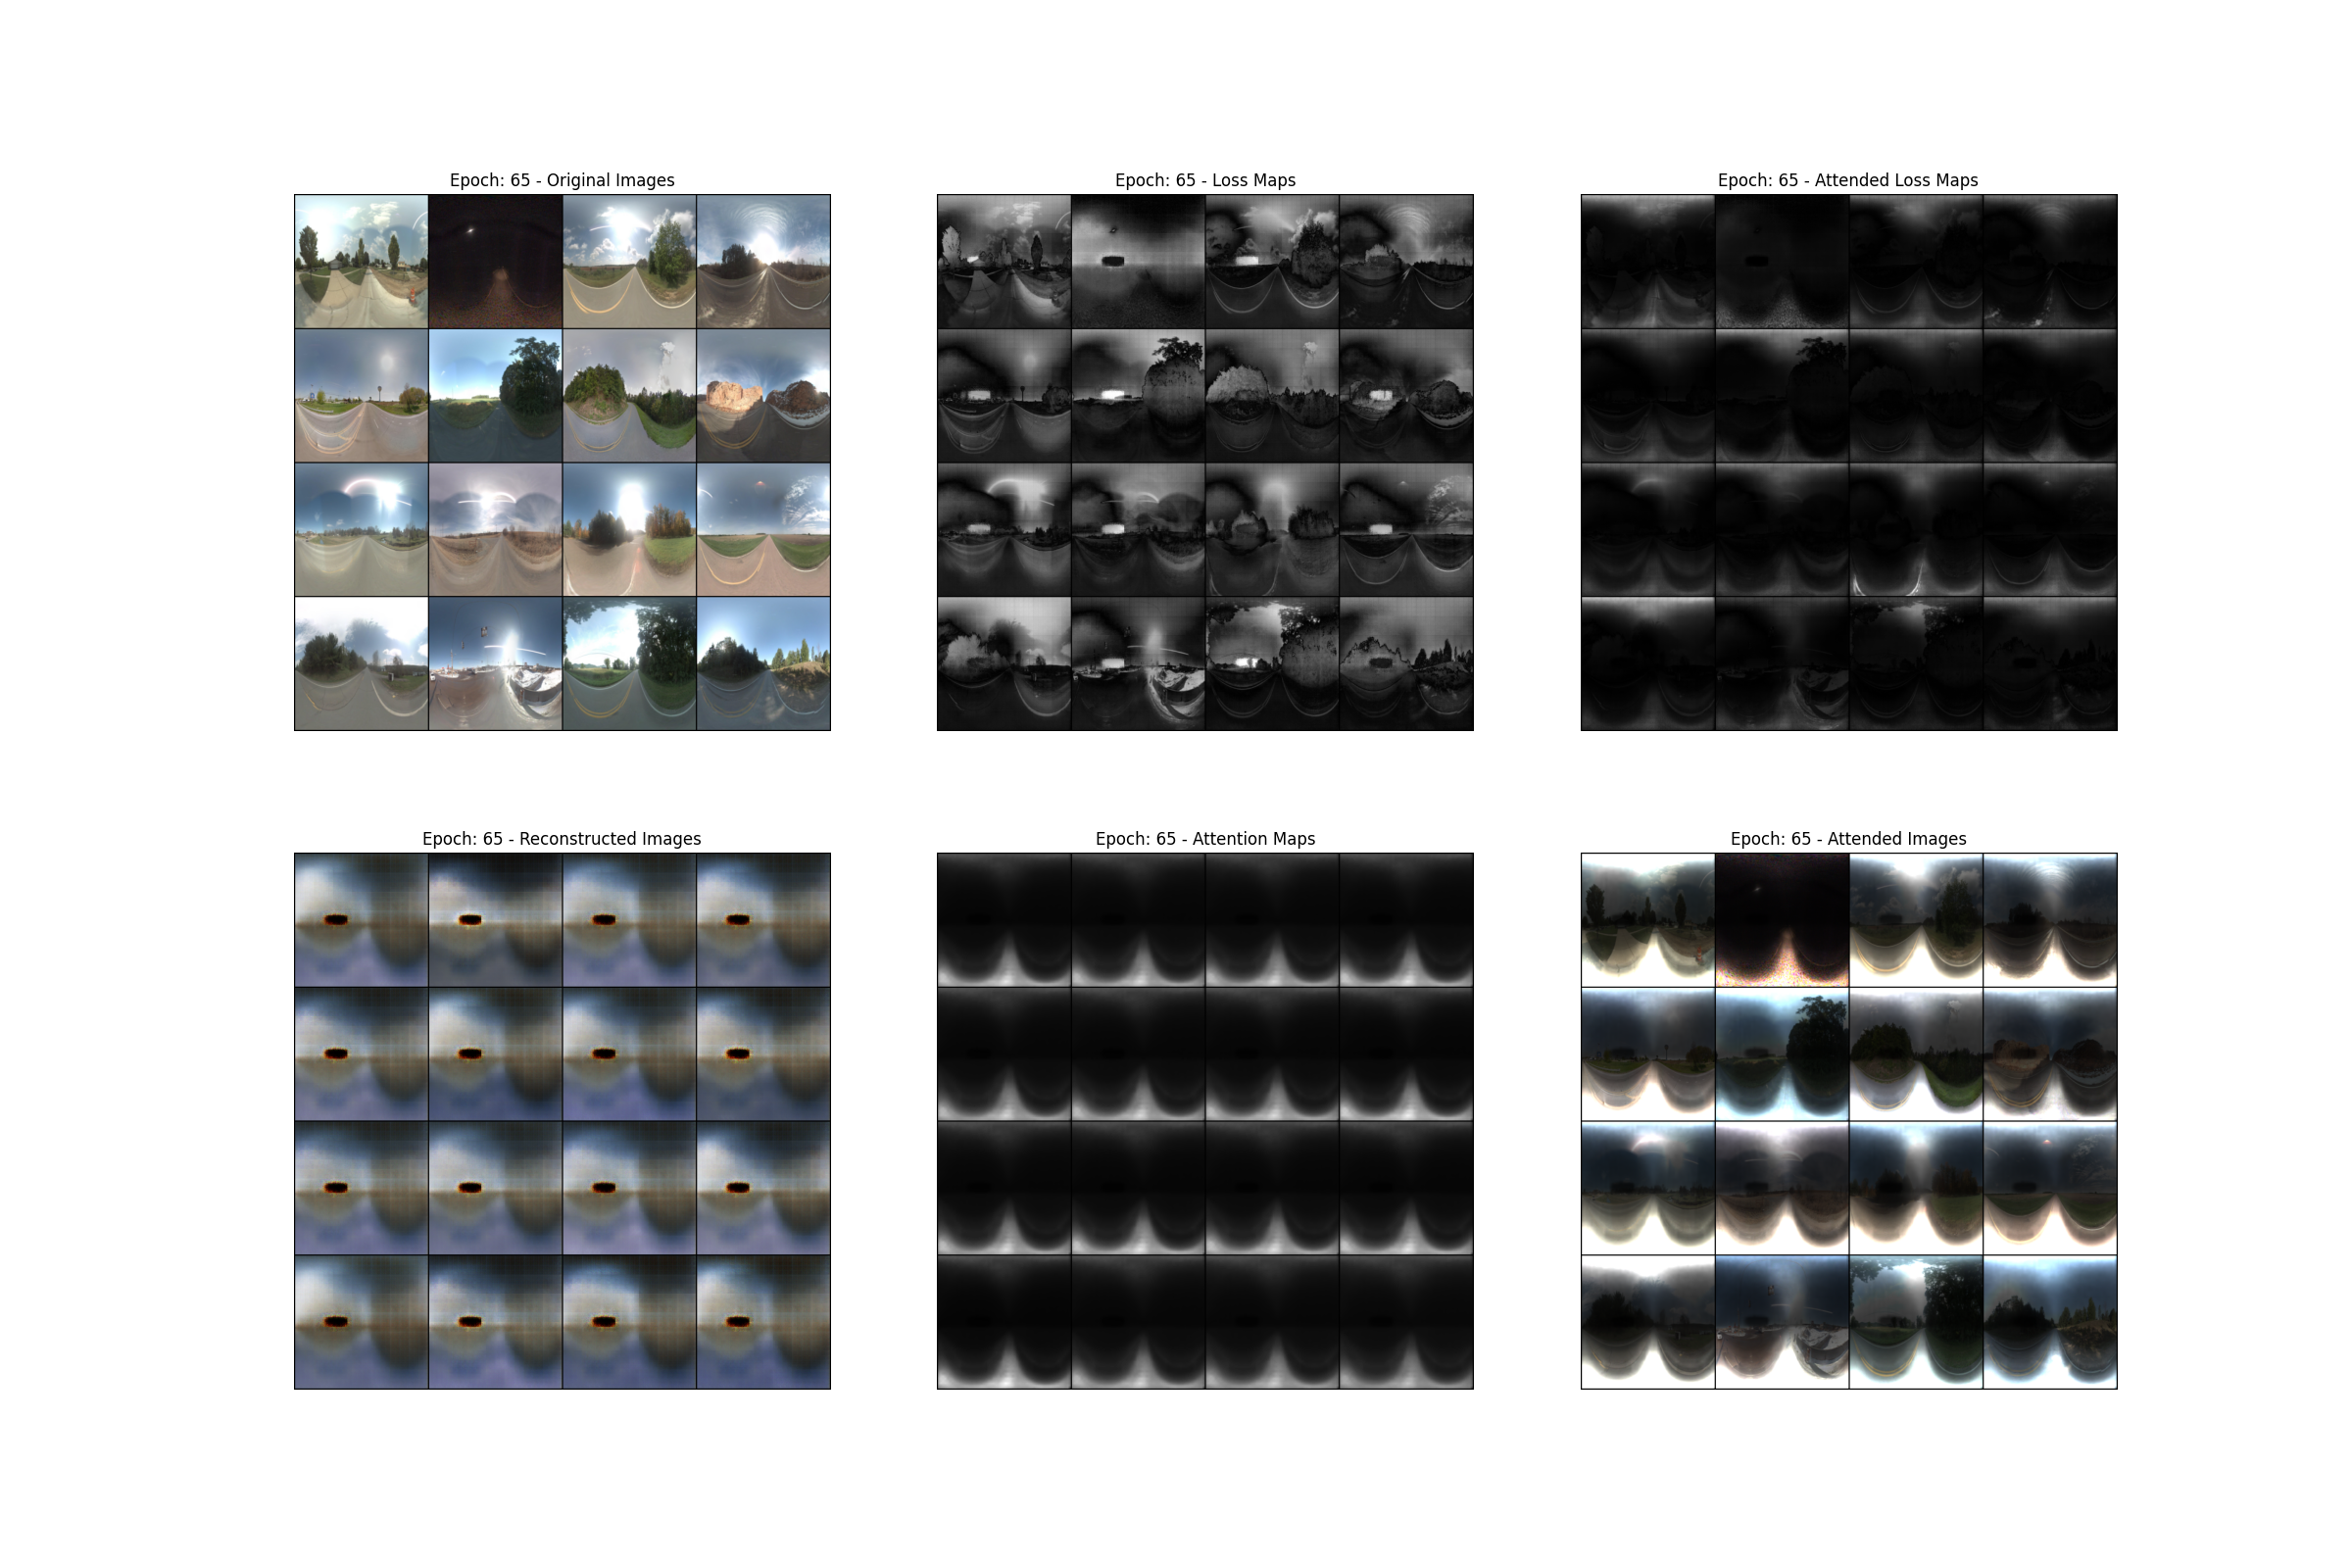 Epoch: 65 - Original Images
Epoch: 65 - Loss Maps
Epoch: 65 - Attended Loss Maps
Epoch: 65 - Reconstructed Images
Epoch: 65 - Attention Maps
Epoch: 65 - Attended Images